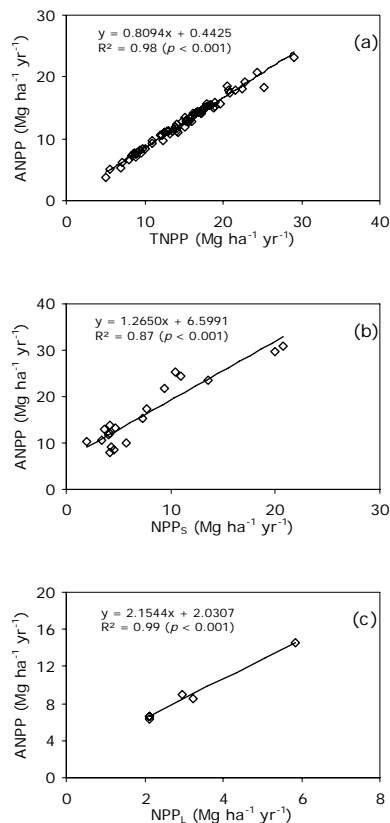 y = 0.8094x + 0.4425
R² = 0.98 (p < 0.001)
(a)
30
20
10
0
ANPP (Mg ha⁻¹ yr⁻¹)
0 10 20 30 40
TNPP (Mg ha⁻¹ yr⁻¹)
y = 1.2650x + 6.5991
R² = 0.87 (p < 0.001)
(b)
40
30
20
10
0
ANPP (Mg ha⁻¹ yr⁻¹)
0 10 20 30
NPPS (Mg ha⁻¹ yr⁻¹)
y = 2.1544x + 2.0307
R² = 0.99 (p < 0.001)
(c)
20
16
12
8
4
0
ANPP (Mg ha⁻¹ yr⁻¹)
0 2 4 6 8
NPPL (Mg ha⁻¹ yr⁻¹)